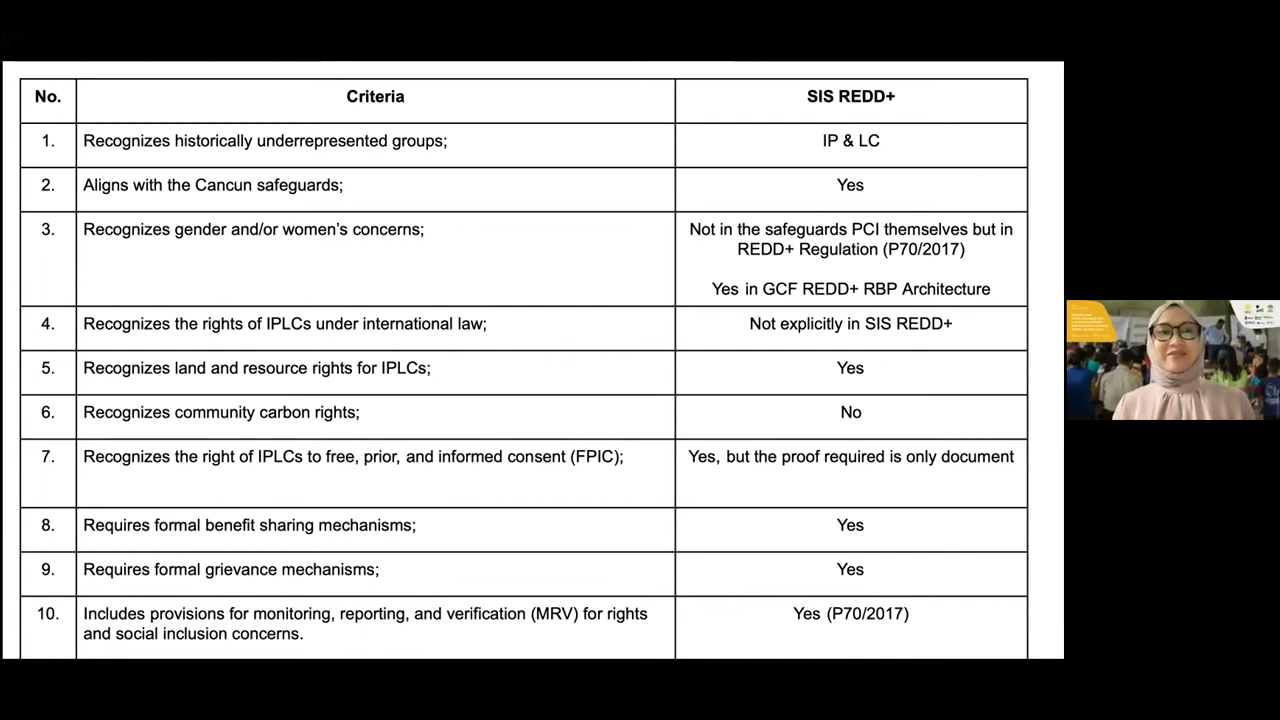 No.
Criteria
SIS REDD+
1.
Recognizes historically underrepresented groups;
IP & LC
2.
Aligns with the Cancun safeguards;
Yes
3.
Recognizes gender and/or women’s concerns;
Not in the safeguards PCI themselves but in
REDD+ Regulation (P70/2017)
Yes in GCF REDD+ RBP Architecture
4.
Recognizes the rights of IPLCs under international law;
Not explicitly in SIS REDD+
5.
Recognizes land and resource rights for IPLCs;
Yes
6.
Recognizes community carbon rights;
No
7.
Recognizes the right of IPLCs to free, prior, and informed consent (FPIC);
Yes, but the proof required is only document
8.
Requires formal benefit sharing mechanisms;
Yes
9.
Requires formal grievance mechanisms;
Yes
10.
Includes provisions for monitoring, reporting, and verification (MRV) for rights
and social inclusion concerns.
Yes (P70/2017)